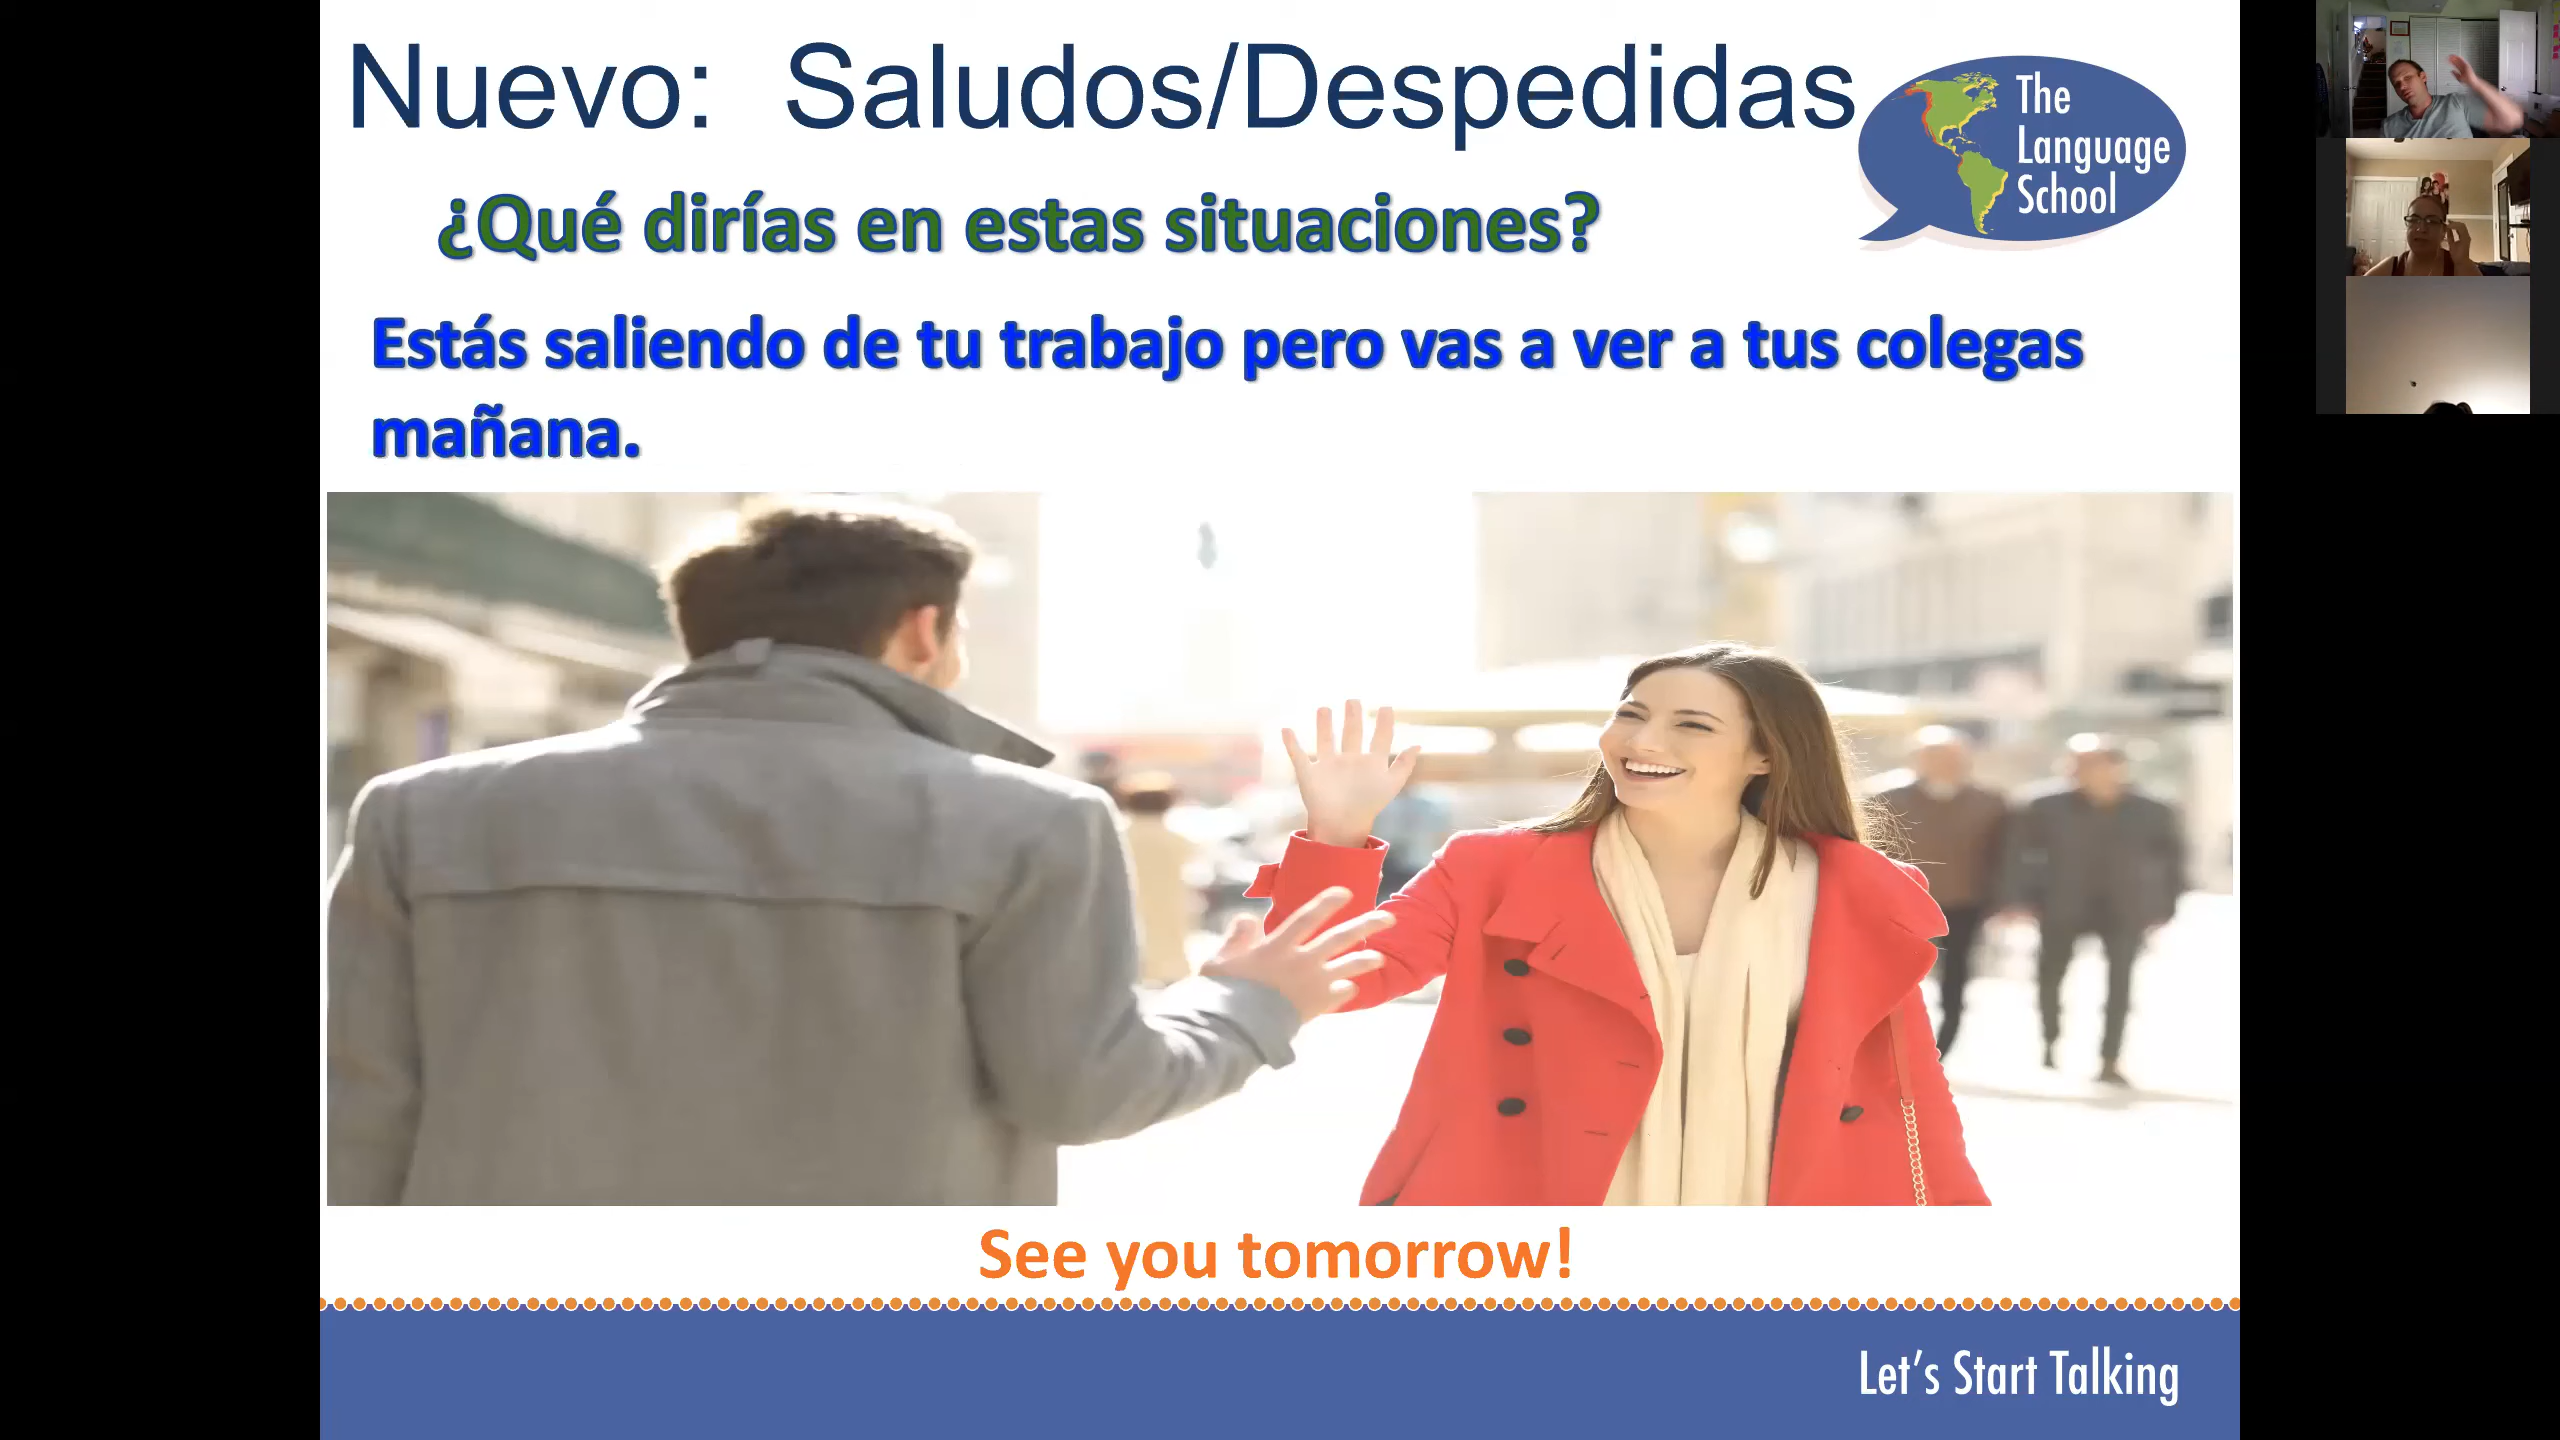 Nuevo: Saludos/Despedidas
The
Language
School
¿Qué dirías en estas situaciones?
Estás saliendo de tu trabajo pero vas a ver a tus colegas
mañana.
See you tomorrow!
Let's Start Talking